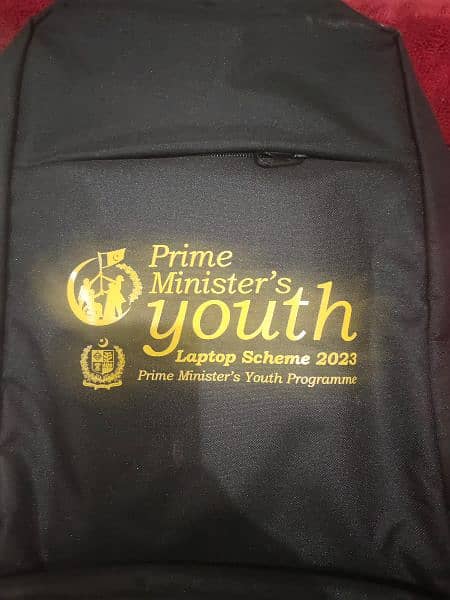 Prime
Minister's
youth
Laptop Scheme 2023
Prime Minister's Youth Programme